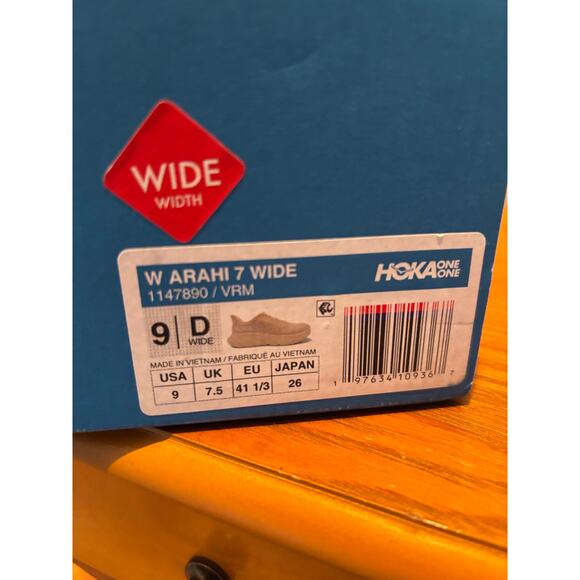 WIDE
WIDTH
W ARAHI 7 WIDE
HOKA ONE ONE
1147890 / VRM
9 D
WIDE
MADE IN VIETNAM / FABRIQUÉ AU VIETNAM
USA UK EU JAPAN
9 7.5 41 1/3 26
1 97634 10936 7